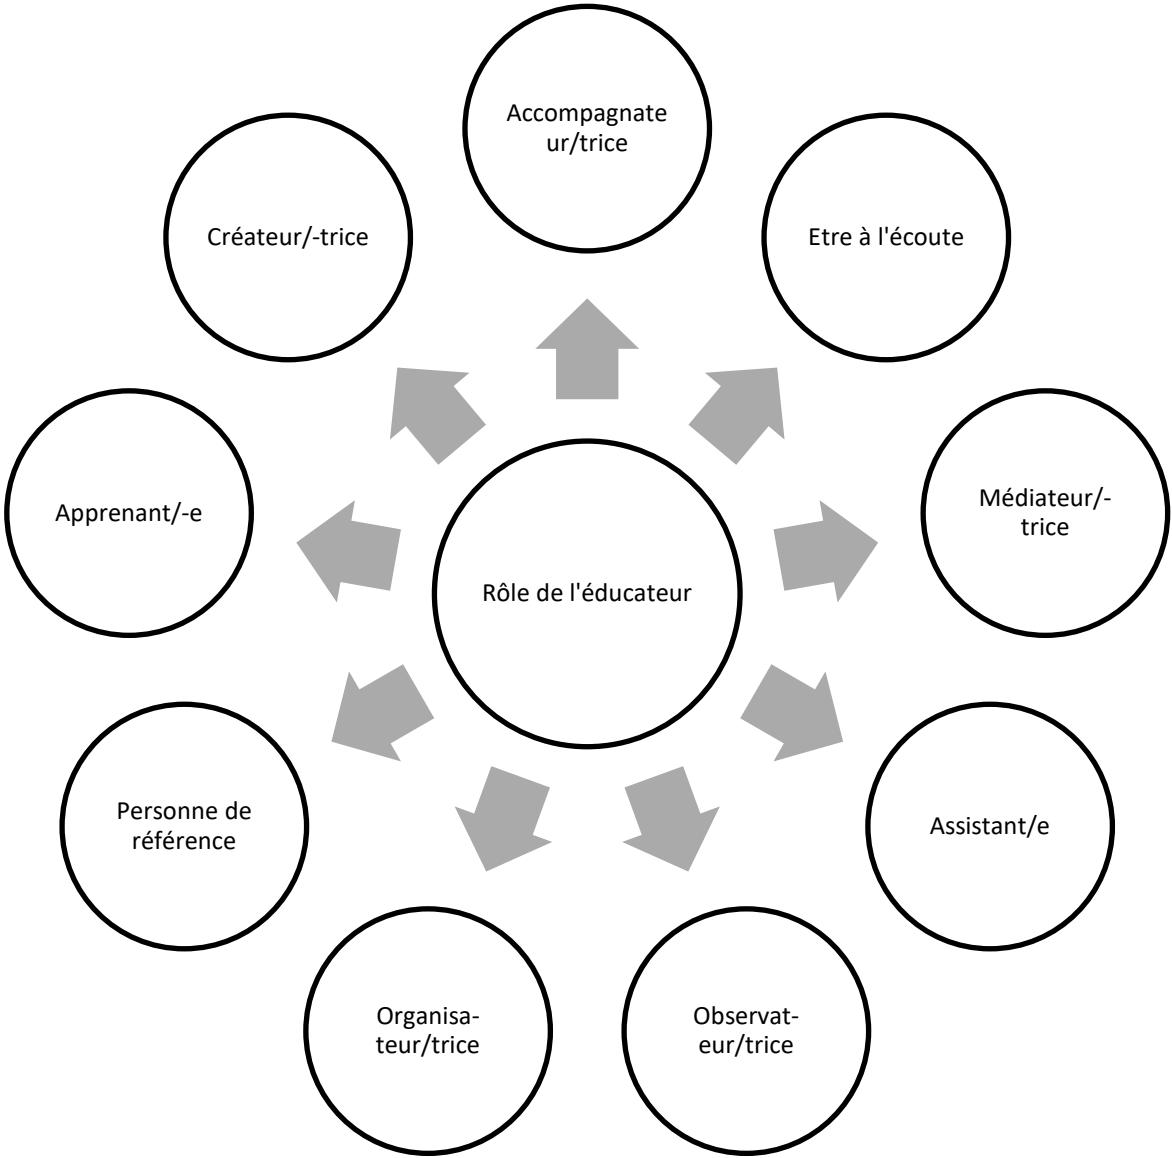 Accompagnate
ur/trice
Etre à l'écoute
Médiateur/-
trice
Assistant/e
Observat-
eur/trice
Organisa-
teur/trice
Personne de
référence
Apprenant/-e
Créateur/-trice
Rôle de l'éducateur